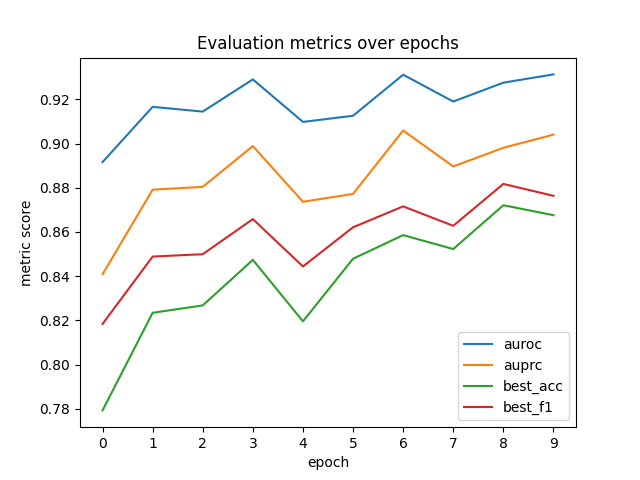 Evaluation metrics over epochs
metric score
0.92
0.90
0.88
0.86
0.84
0.82
0.80
0.78
0 1 2 3 4 5 6 7 8 9
epoch
auroc
auprc
best_acc
best_f1